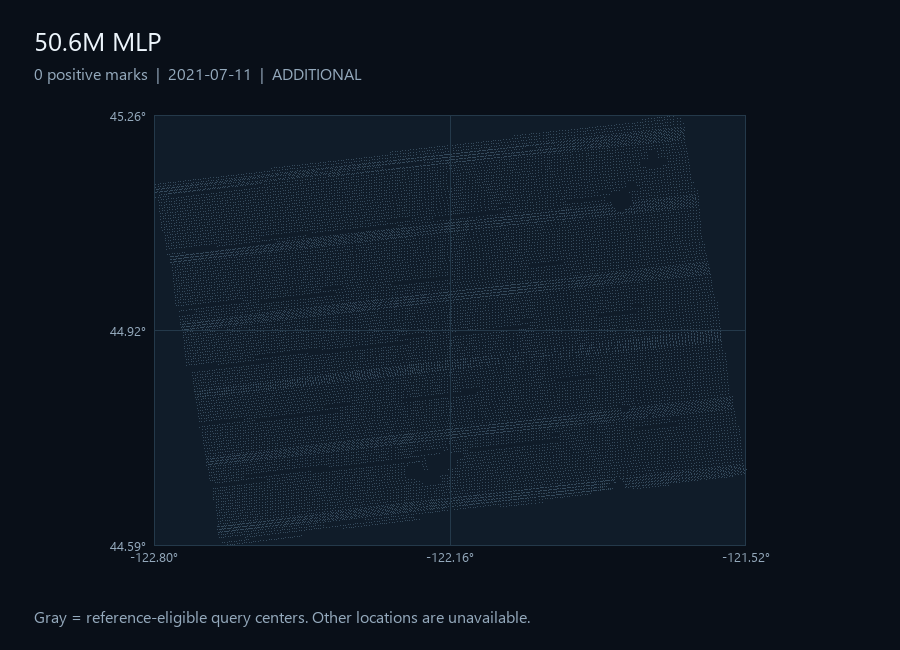 50.6M MLP
0 positive marks | 2021-07-11 | ADDITIONAL
45.26°
44.92°
44.59°
-122.80° -122.16° -121.52°
Gray = reference-eligible query centers. Other locations are unavailable.